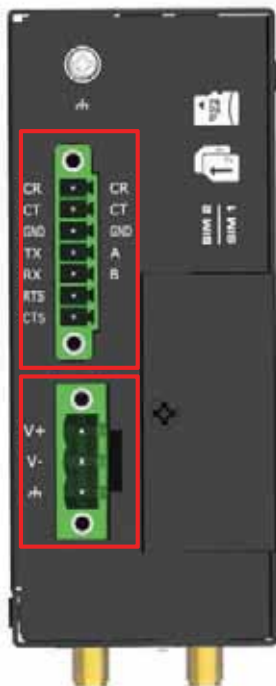 CR CR
CT CT
GND GND
TX A
RX B
RTS
CTS
SIM 2
SIM 1
V+
V-